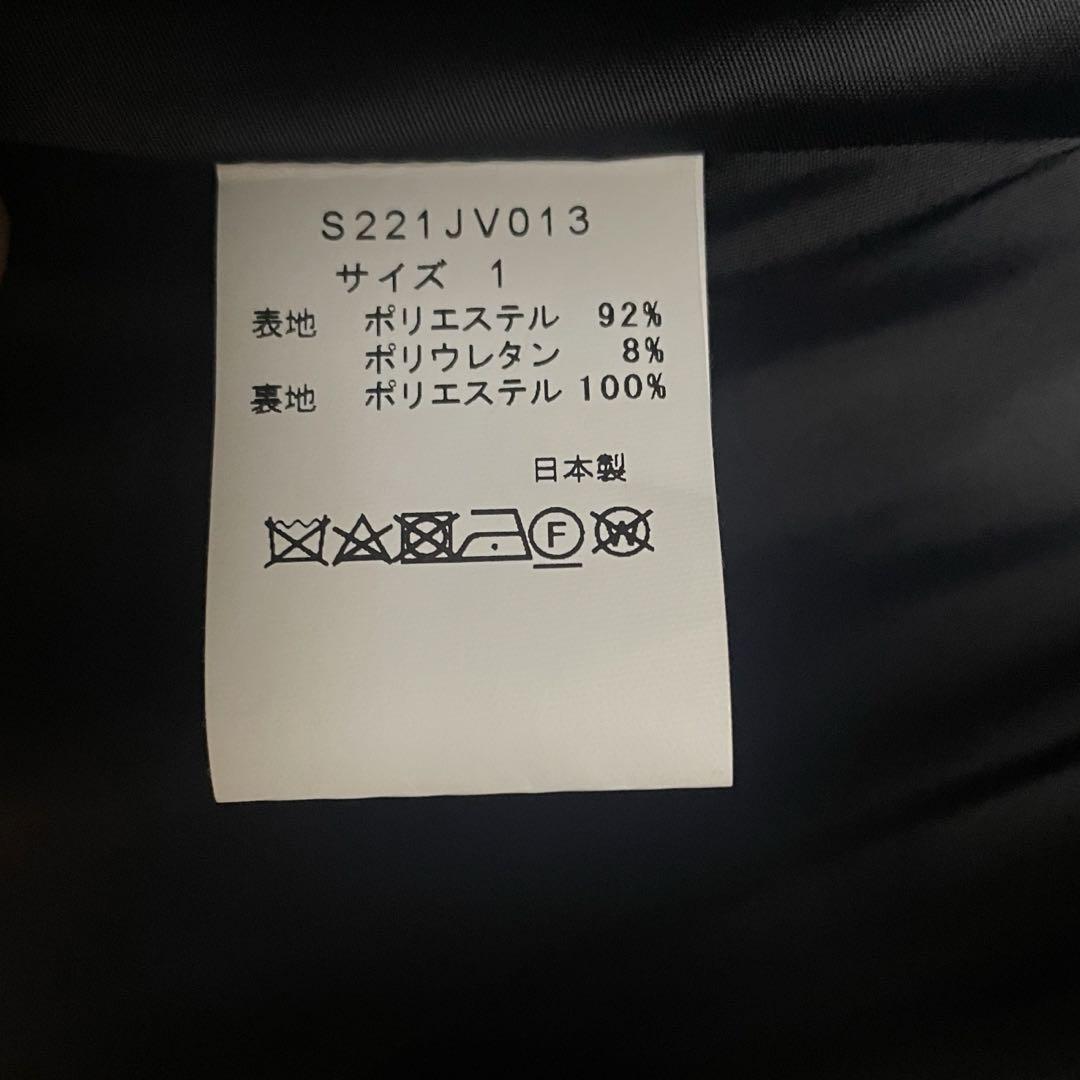 S221JV013
サイズ 1
表地 ポリエステル 92%
ポリウレタン 8%
裏地 ポリエステル 100%
日本製
F W